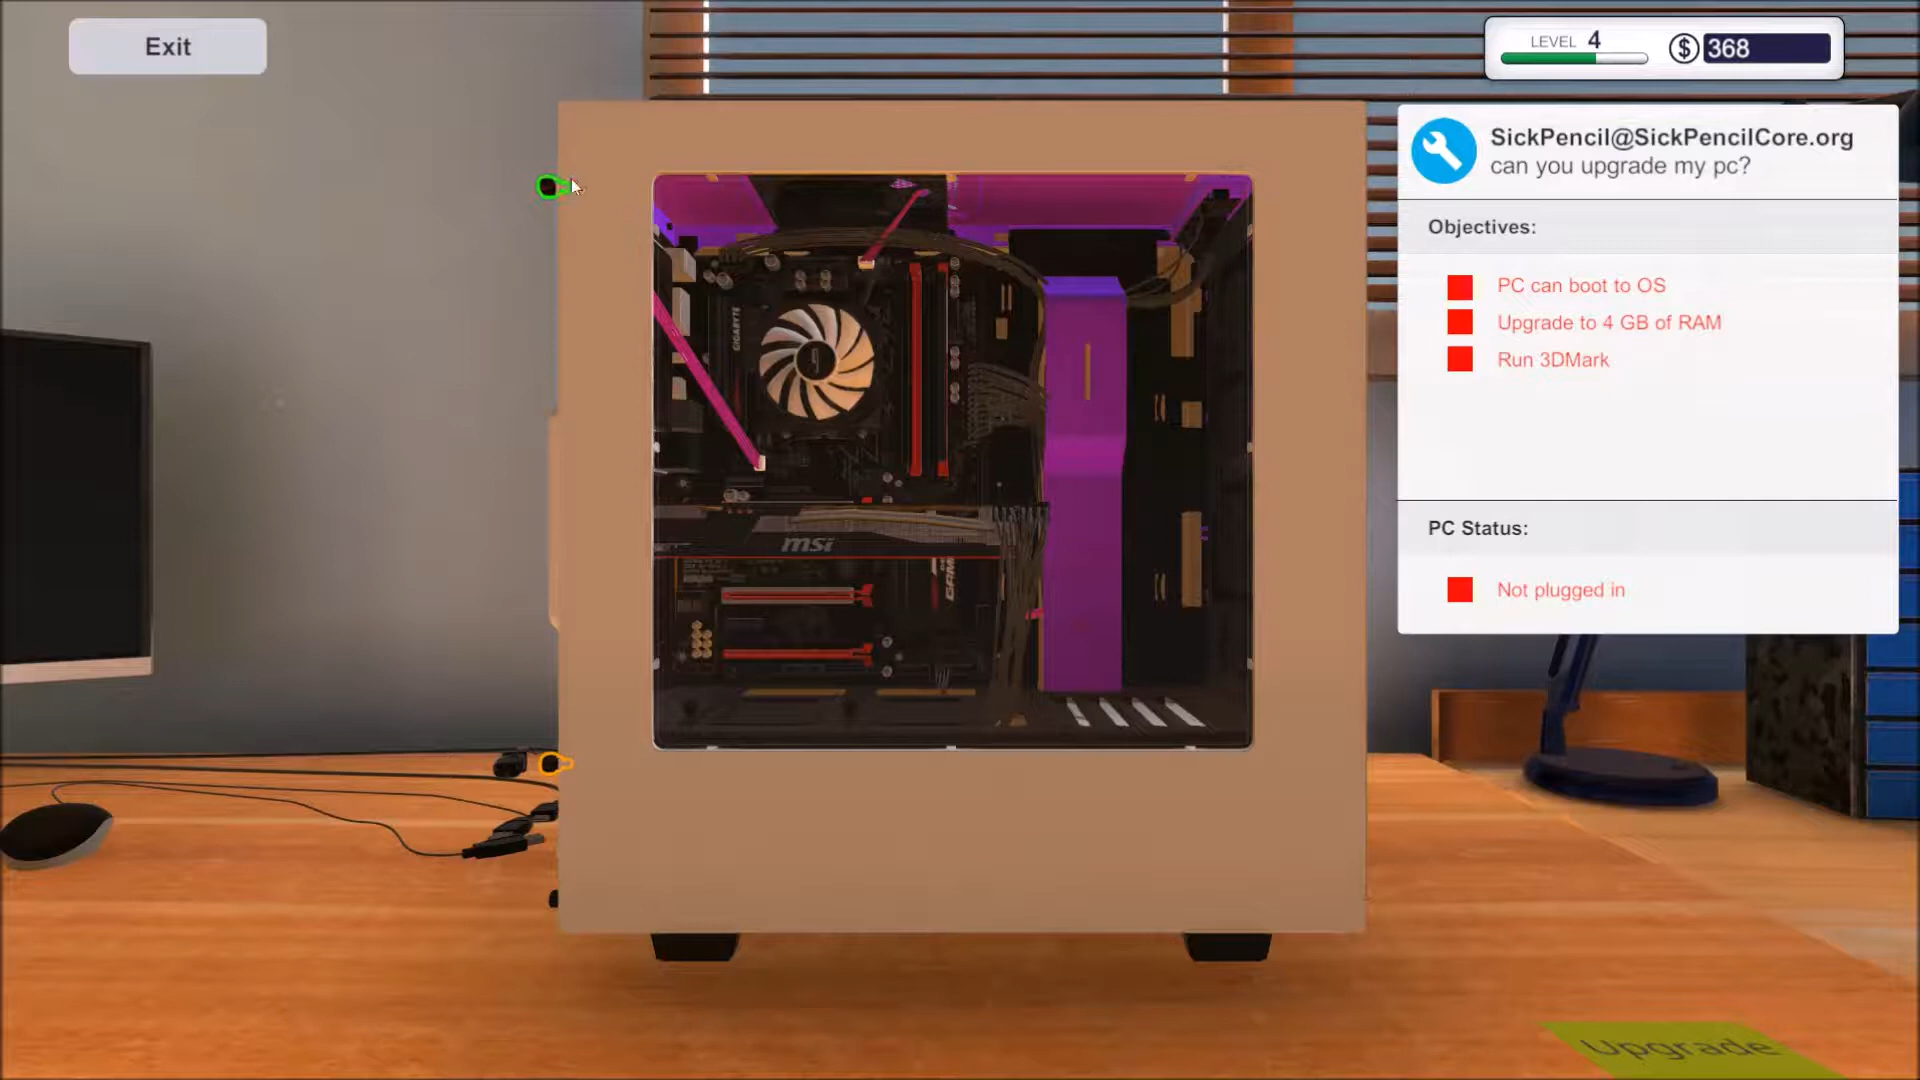 Exit
LEVEL 4
$ 368
SickPencil@SickPencilCore.org
can you upgrade my pc?
Objectives:
PC can boot to OS
Upgrade to 4 GB of RAM
Run 3DMark
PC Status:
Not plugged in
GIGABYTE
msi
Upgrade